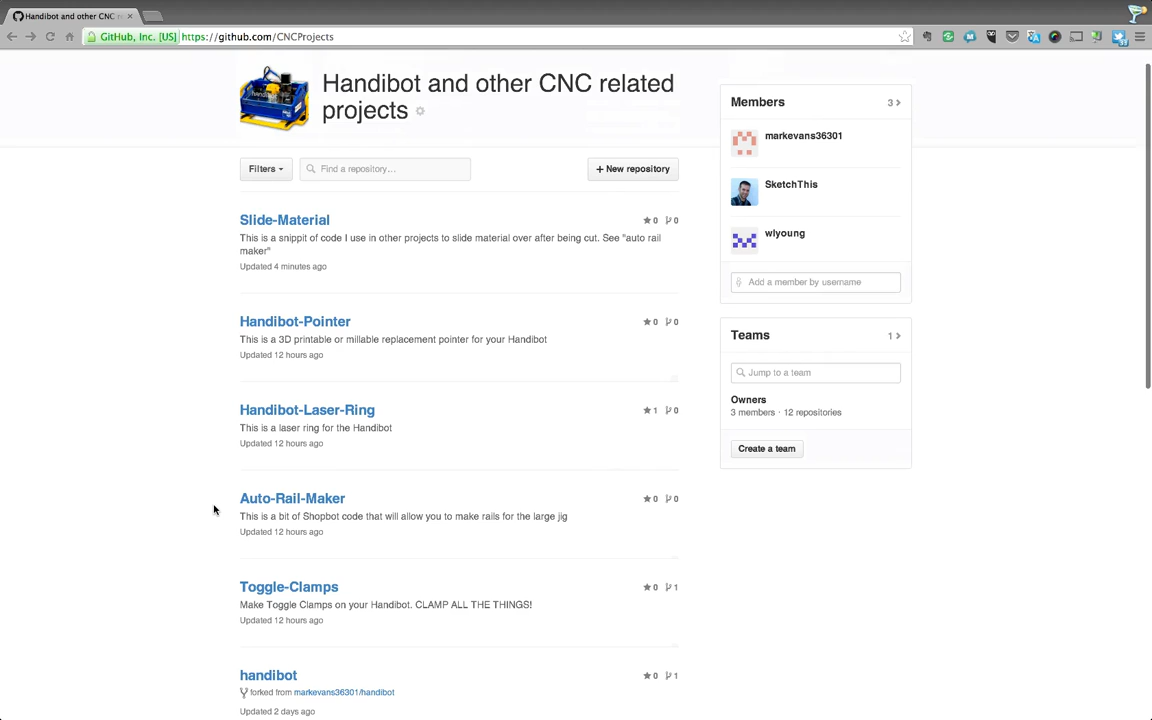 Handibot and other CNC r
GitHub, Inc. [US] https://github.com/CNCProjects
Handibot and other CNC related
projects
Filters
Find a repository...
+ New repository
Slide-Material
0 0
This is a snippit of code I use in other projects to slide material over after being cut. See "auto rail
maker"
Updated 4 minutes ago
Handibot-Pointer
0 0
This is a 3D printable or millable replacement pointer for your Handibot
Updated 12 hours ago
Handibot-Laser-Ring
1 0
This is a laser ring for the Handibot
Updated 12 hours ago
Auto-Rail-Maker
0 0
This is a bit of Shopbot code that will allow you to make rails for the large jig
Updated 12 hours ago
Toggle-Clamps
0 1
Make Toggle Clamps on your Handibot. CLAMP ALL THE THINGS!
Updated 12 hours ago
handibot
0 1
forked from markevans36301/handibot
Updated 2 days ago
Members
3
markevans36301
SketchThis
wlyoung
Add a member by username
Teams
1
Jump to a team
Owners
3 members · 12 repositories
Create a team